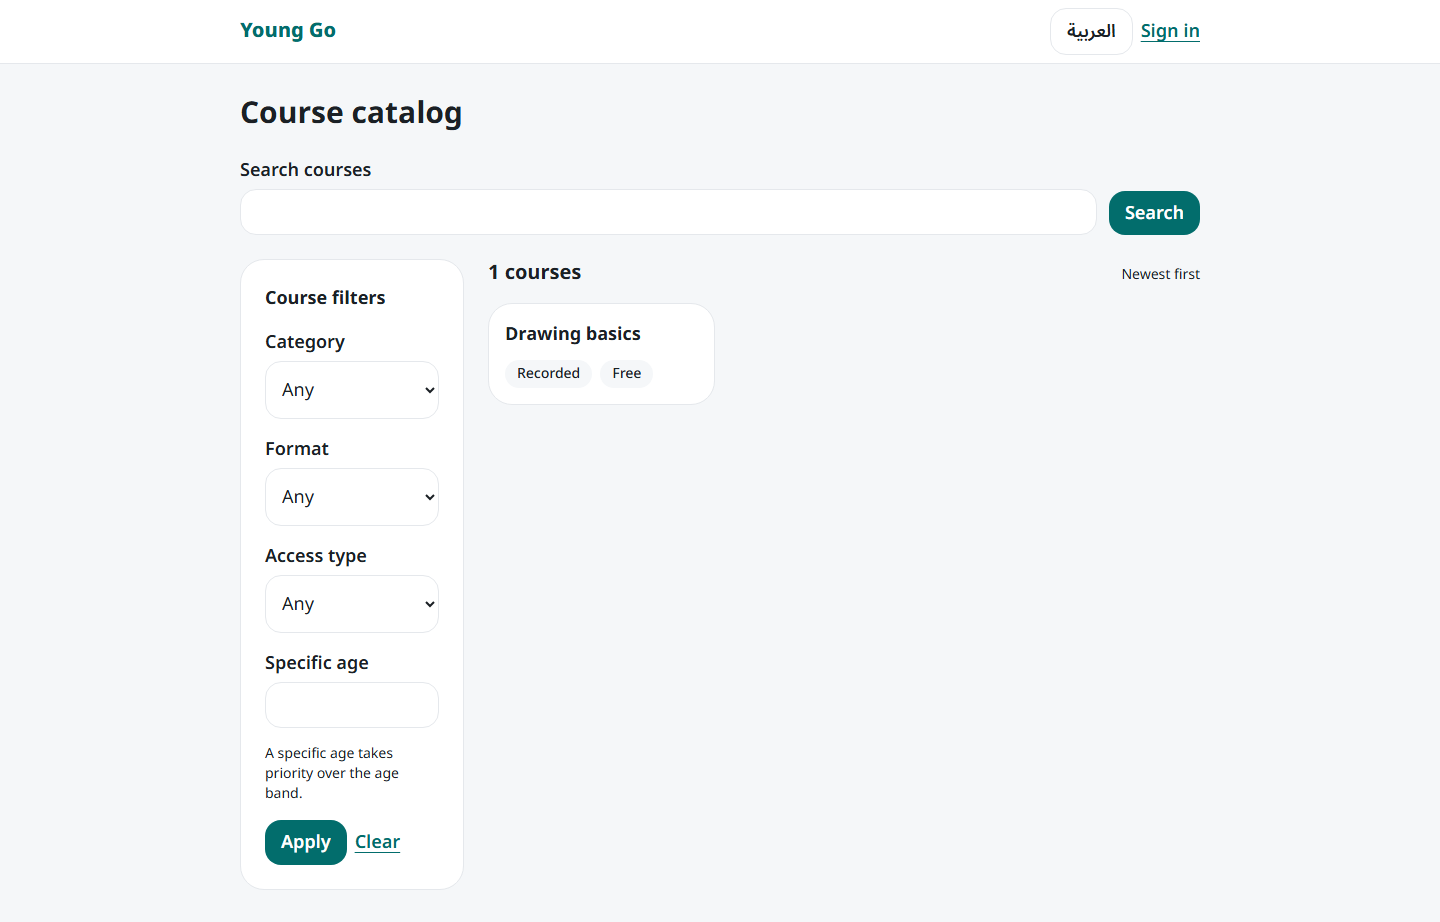 Young Go
العربية
Sign in
Course catalog
Search courses
Search
Course filters
Category
Any
Format
Any
Access type
Any
Specific age
A specific age takes
priority over the age
band.
Apply
Clear
1 courses
Newest first
Drawing basics
Recorded
Free